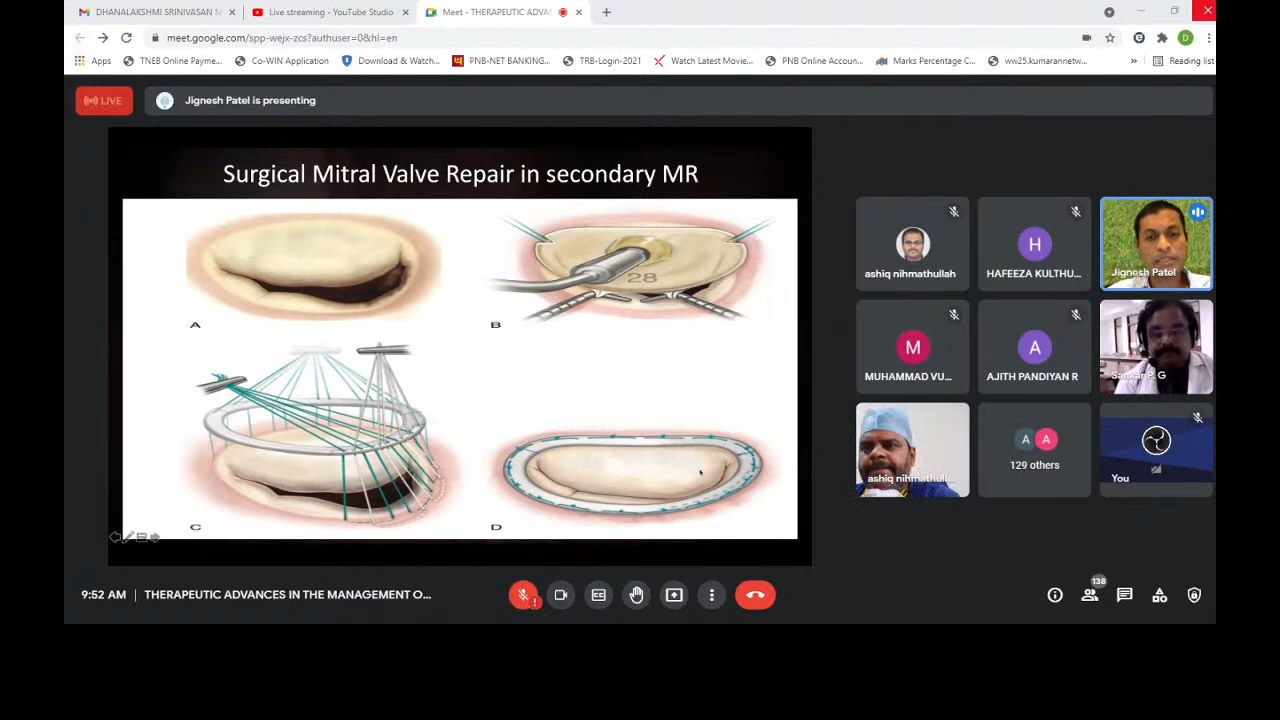 DHANALAKSHMI SRINIVASAN M
Live streaming - YouTube Studio
Meet - THERAPEUTIC ADVAN
meet.google.com/spp-wejx-zcs?authuser=0&hl=en
Apps
TNEB Online Payme...
Co-WIN Application
Download & Watch...
PNB-NET BANKING...
TRB-Login-2021
Watch Latest Movie...
PNB Online Accoun...
Marks Percentage C...
ww25.kumarannetw...
»
Reading list
LIVE
Jignesh Patel is presenting
Surgical Mitral Valve Repair in secondary MR
A
B
28
C
D
ashiq nihmathullah
H
HAFEEZA KULTHU...
Jignesh Patel
M
MUHAMMAD VU...
A
AJITH PANDIYAN R
Sankar P. G
ashiq nihmathull...
A A
129 others
You
9:52 AM | THERAPEUTIC ADVANCES IN THE MANAGEMENT O...
138